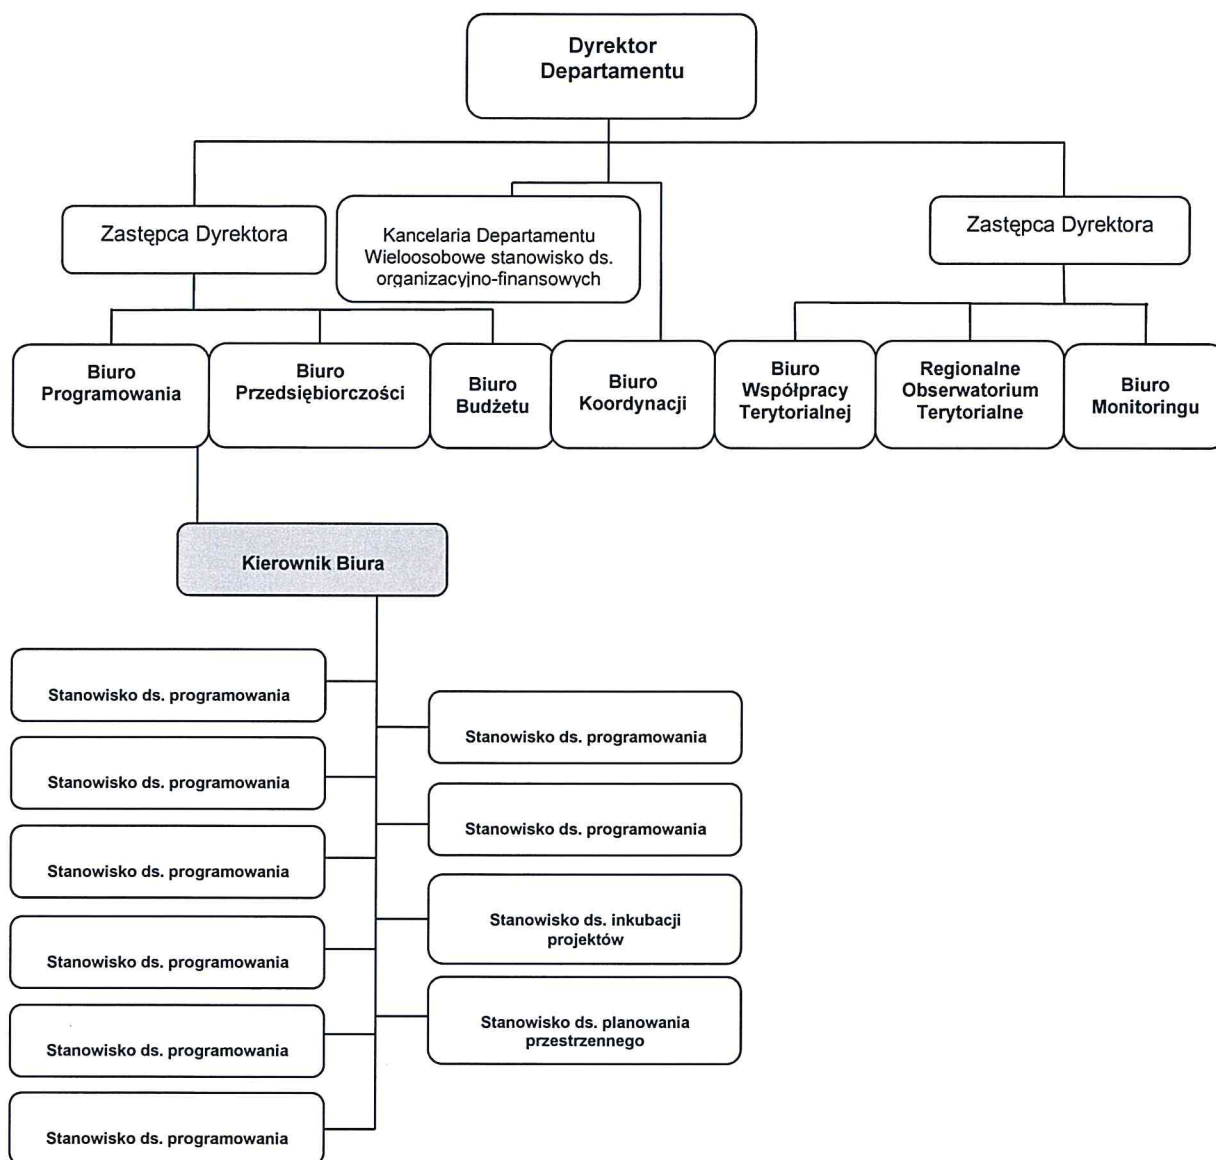 Dyrektor
Departamentu
Zastępca Dyrektora
Kancelaria Departamentu
Wieloosobowe stanowisko ds.
organizacyjno-finansowych
Zastępca Dyrektora
Biuro
Programowania
Biuro
Przedsiębiorczości
Biuro
Budżetu
Biuro
Koordynacji
Biuro
Współpracy
Terytorialnej
Regionalne
Obserwatorium
Terytorialne
Biuro
Monitoringu
Kierownik Biura
Stanowisko ds. programowania
Stanowisko ds. programowania
Stanowisko ds. programowania
Stanowisko ds. programowania
Stanowisko ds. programowania
Stanowisko ds. programowania
Stanowisko ds. programowania
Stanowisko ds. programowania
Stanowisko ds. inkubacji
projektów
Stanowisko ds. planowania
przestrzennego